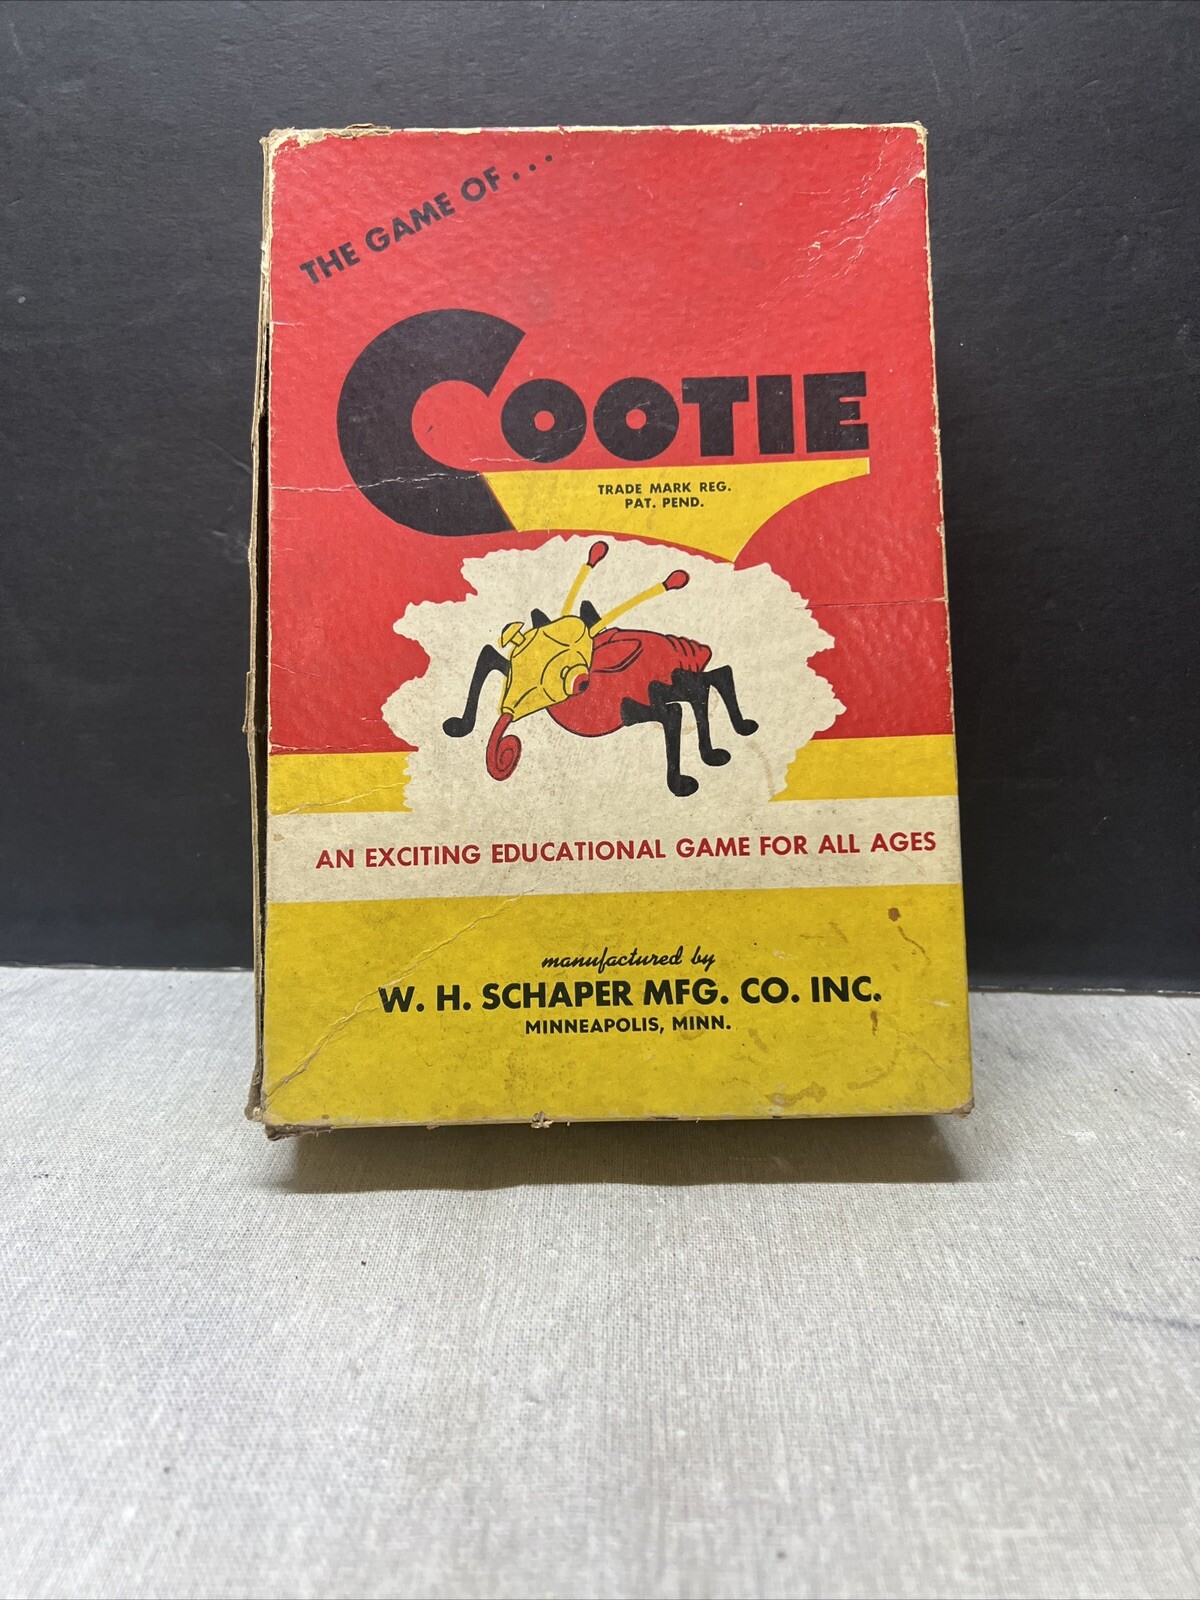 THE GAME OF...
COOTIE
TRADE MARK REG.
PAT. PEND.
AN EXCITING EDUCATIONAL GAME FOR ALL AGES
manufactured by
W. H. SCHAPER MFG. CO. INC.
MINNEAPOLIS, MINN.